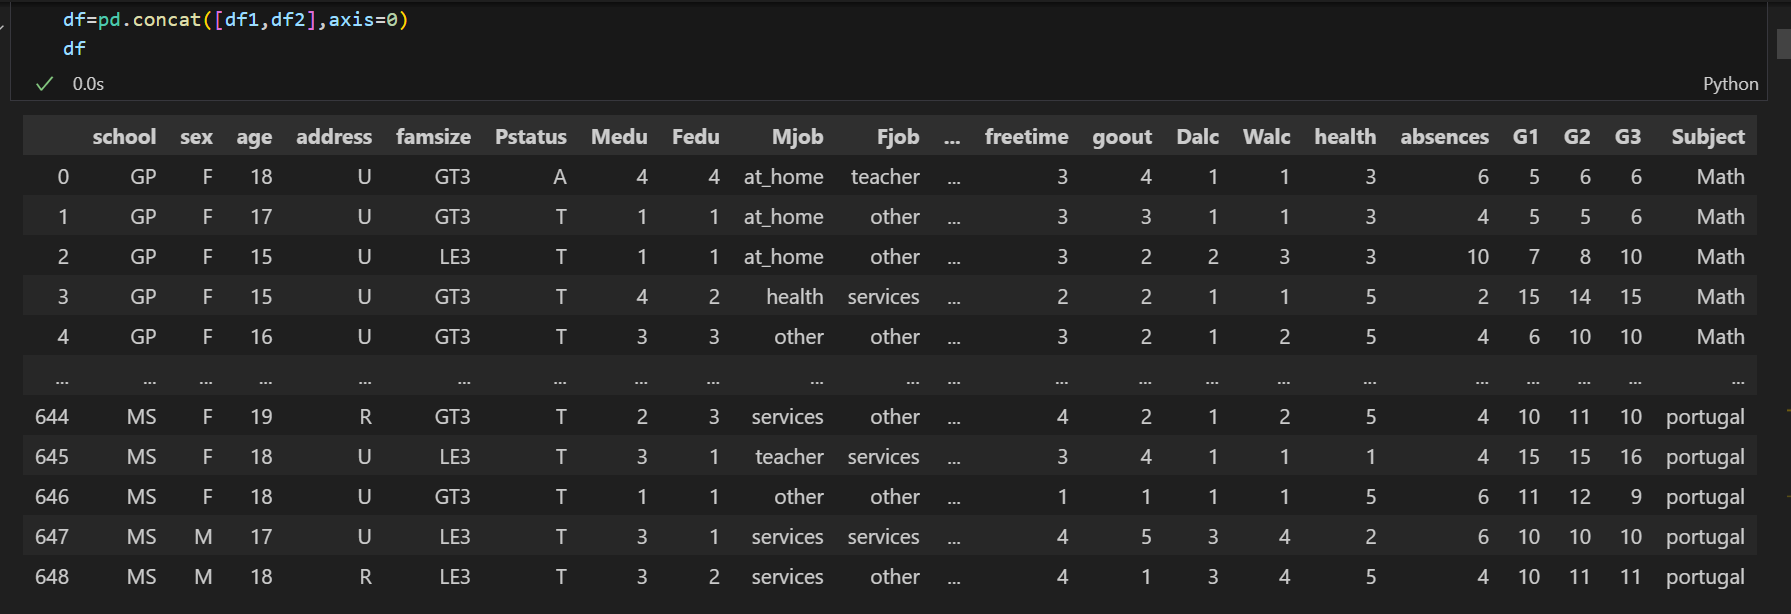 df=pd.concat([df1,df2],axis=0)
df
0.0s Python
school sex age address famsize Pstatus Medu Fedu Mjob Fjob ... freetime goout Dalc Walc health absences G1 G2 G3 Subject
0 GP F 18 U GT3 A 4 4 at_home teacher ... 3 4 1 1 3 6 5 6 6 Math
1 GP F 17 U GT3 T 1 1 at_home other ... 3 3 1 1 3 4 5 5 6 Math
2 GP F 15 U LE3 T 1 1 at_home other ... 3 2 2 3 3 10 7 8 10 Math
3 GP F 15 U GT3 T 4 2 health services ... 2 2 1 1 5 2 15 14 15 Math
4 GP F 16 U GT3 T 3 3 other other ... 3 2 1 2 5 4 6 10 10 Math
... ... ... ... ... ... ... ... ... ... ... ... ... ... ... ... ... ... ... ... ... ...
644 MS F 19 R GT3 T 2 3 services other ... 4 2 1 2 5 4 10 11 10 portugal
645 MS F 18 U LE3 T 3 1 teacher services ... 3 4 1 1 1 4 15 15 16 portugal
646 MS F 18 U GT3 T 1 1 other other ... 1 1 1 1 5 6 11 12 9 portugal
647 MS M 17 U LE3 T 3 1 services services ... 4 5 3 4 2 6 10 10 10 portugal
648 MS M 18 R LE3 T 3 2 services other ... 4 1 3 4 5 4 10 11 11 portugal